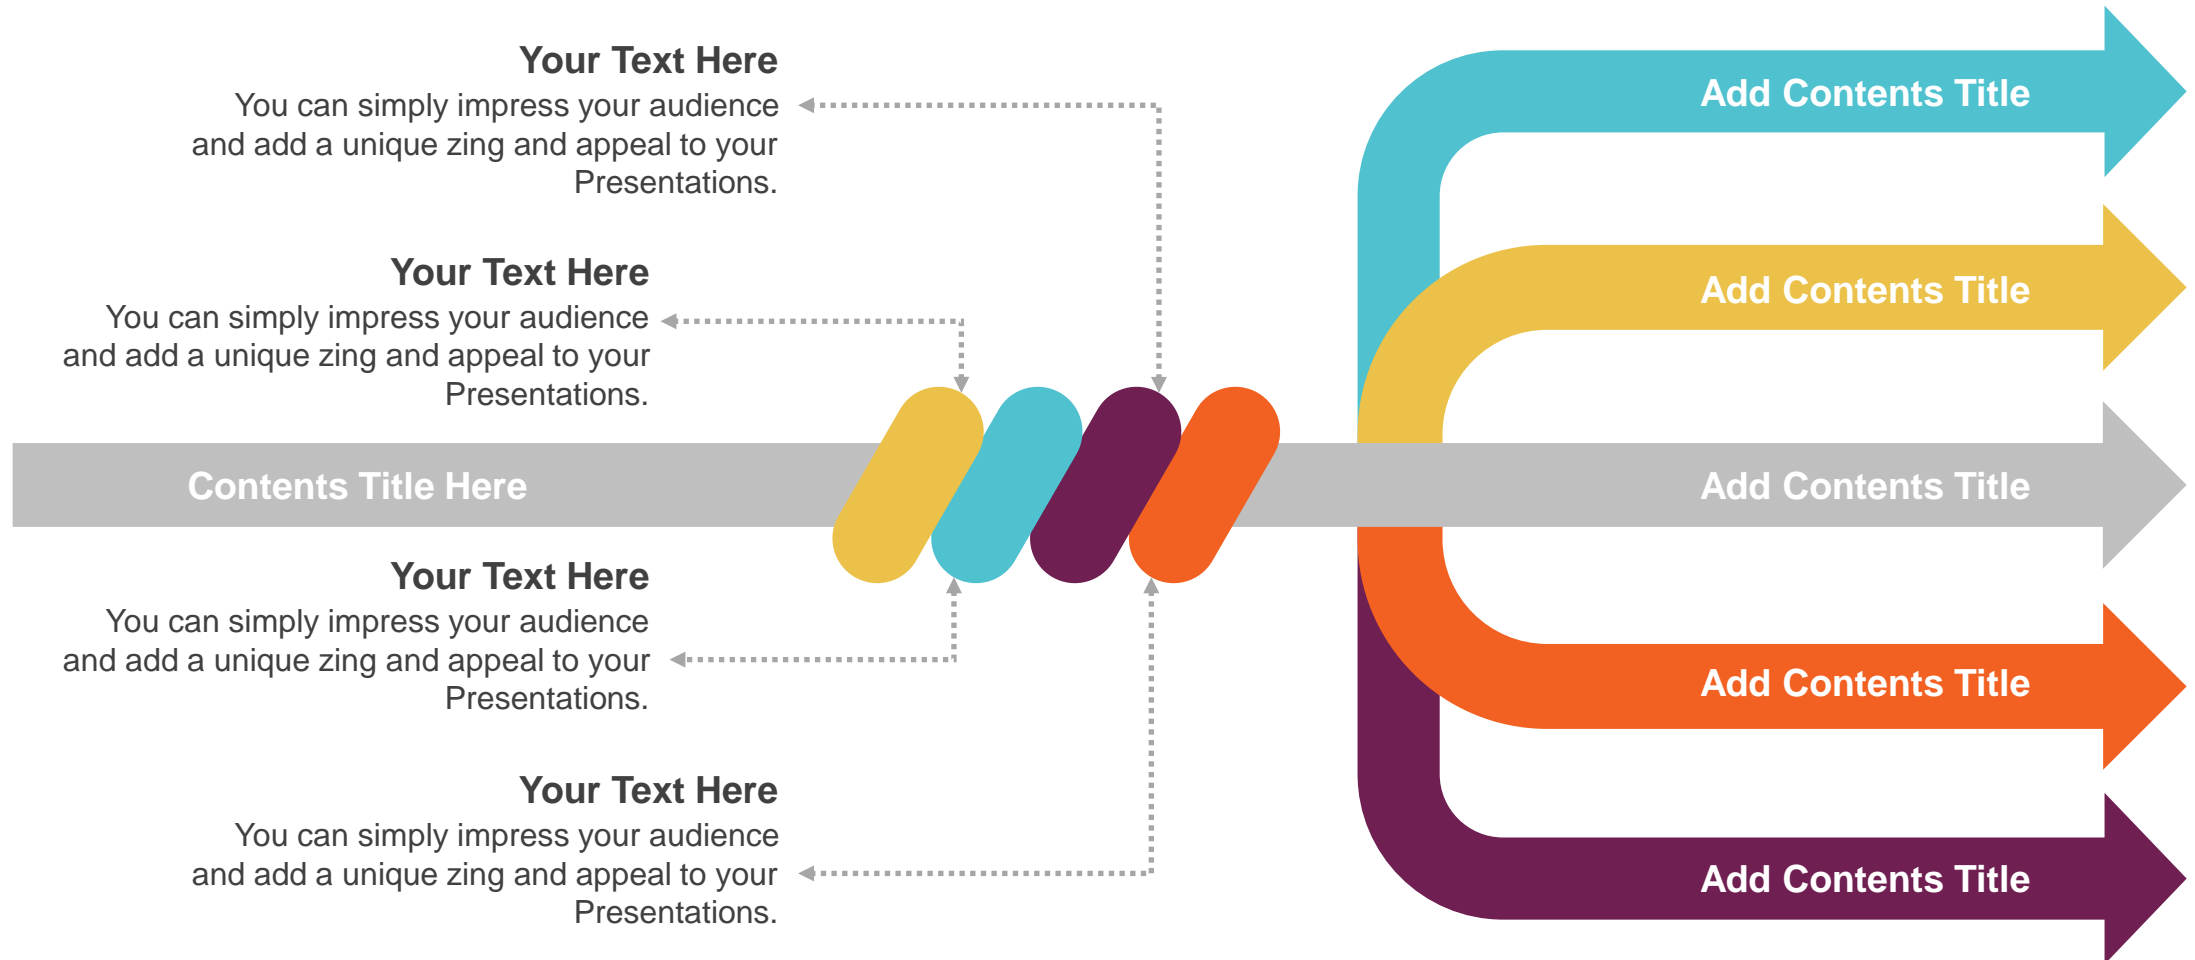 Your Text Here
You can simply impress your audience
and add a unique zing and appeal to your
Presentations.
Your Text Here
You can simply impress your audience
and add a unique zing and appeal to your
Presentations.
Contents Title Here
Your Text Here
You can simply impress your audience
and add a unique zing and appeal to your
Presentations.
Your Text Here
You can simply impress your audience
and add a unique zing and appeal to your
Presentations.
Add Contents Title
Add Contents Title
Add Contents Title
Add Contents Title
Add Contents Title